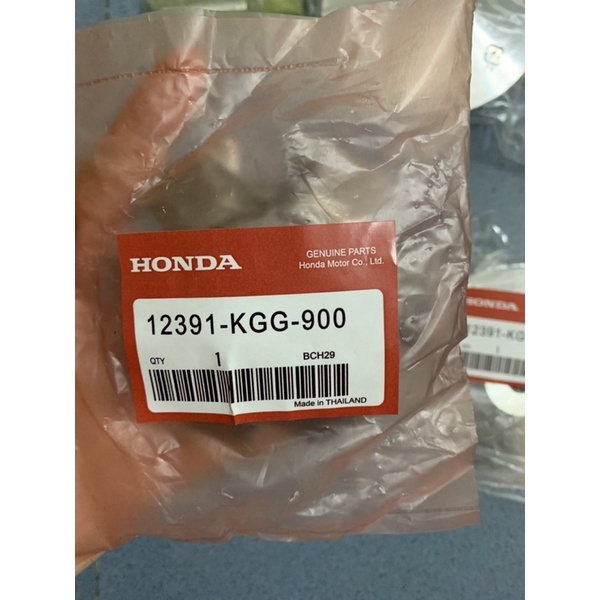 HONDA
GENUINE PARTS
Honda Motor Co., Ltd.
12391-KGG-900
QTY 1 BCH29
Made in THAILAND
HONDA
12391-KG
1